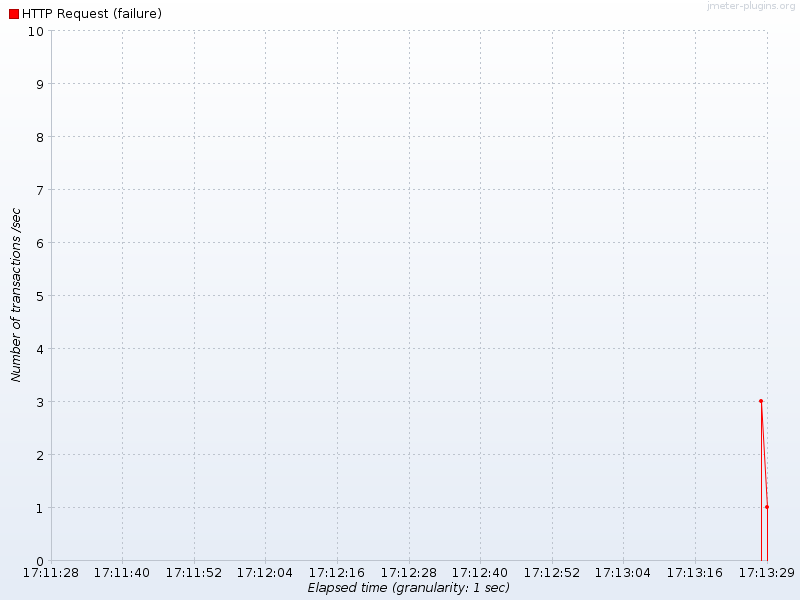 jmeter-plugins.org
HTTP Request (failure)
10
9
8
7
6
5
4
3
2
1
0
Number of transactions /sec
17:11:28 17:11:40 17:11:52 17:12:04 17:12:16 17:12:28 17:12:40 17:12:52 17:13:04 17:13:16 17:13:29
Elapsed time (granularity: 1 sec)